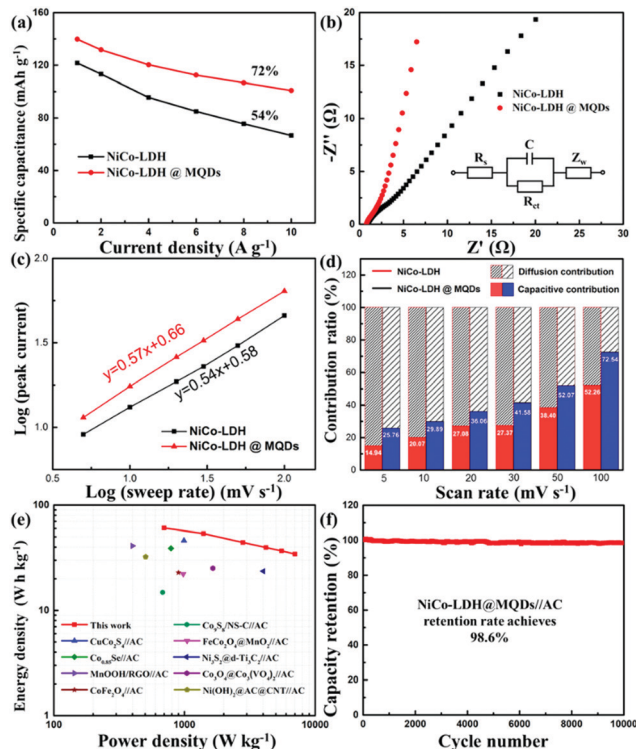 (a)
160
120
80
40
0
Specific capacitance (mAh g⁻¹)
72%
54%
NiCo-LDH
NiCo-LDH @ MQDs
0 2 4 6 8 10
Current density (A g⁻¹)
(b)
20
15
10
5
0
-Z'' (Ω)
NiCo-LDH
NiCo-LDH @ MQDs
C
Rs
Zw
Rct
0 5 10 15 20 25
Z' (Ω)
(c)
2.0
1.5
1.0
Log (peak current)
y=0.57x+0.66
y=0.54x+0.58
NiCo-LDH
NiCo-LDH @ MQDs
0.5 1.0 1.5 2.0
Log (sweep rate) (mV s⁻¹)
(d)
NiCo-LDH
Diffusion contribution
NiCo-LDH @ MQDs
Capacitive contribution
100
80
60
40
20
0
Contribution ratio (%)
14.94
25.76
29.89
36.06
27.37
41.58
38.40
52.07
52.26
72.54
5 10 20 30 50 100
Scan rate (mV s⁻¹)
(e)
100
10
1
Energy density (W h kg⁻¹)
This work
Co₉S₈/NS-C//AC
CuCo₂S₄//AC
FeCo₂O₄@MnO₂//AC
Co₀.₈₅Se//AC
Ni₃S₂@d-Ti₃C₂//AC
MnOOH/RGO//AC
Co₃O₄@Co₃(VO₄)₂//AC
CoFe₂O₄//AC
Ni(OH)₂@AC@CNT//AC
100 1000 10000
Power density (W kg⁻¹)
(f)
120
100
80
60
40
20
0
Capacity retention (%)
NiCo-LDH@MQDs//AC
retention rate achieves
98.6%
0 2000 4000 6000 8000 10000
Cycle number